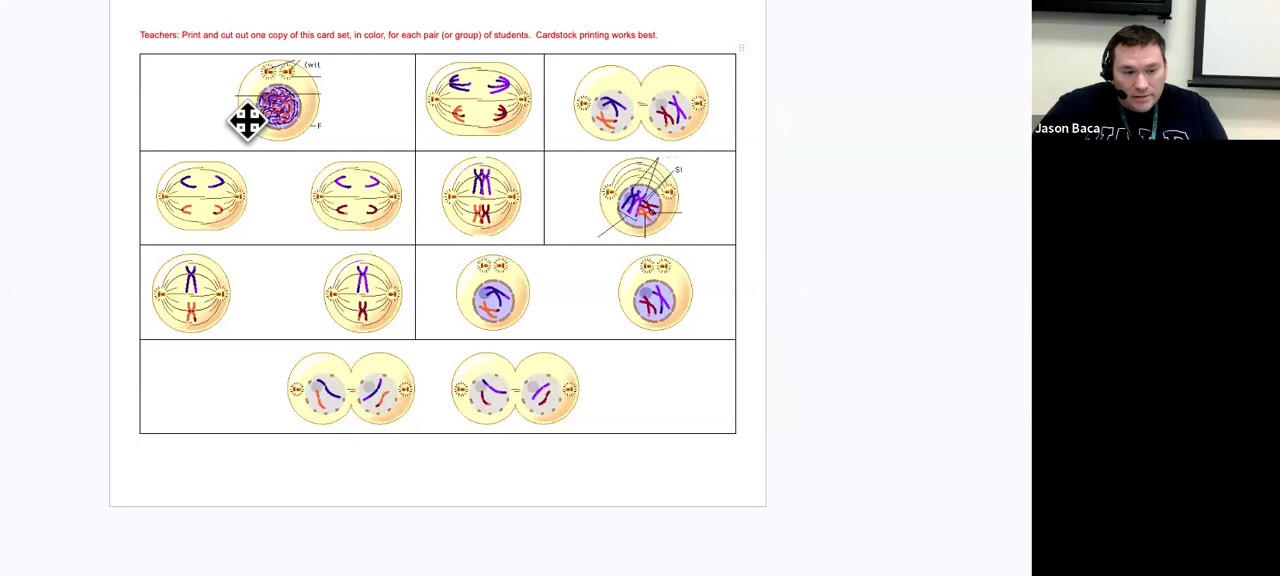 Teachers: Print and cut out one copy of this card set, in color, for each pair (or group) of students.  Cardstock printing works best.
(wit
F
SI
Jason Baca